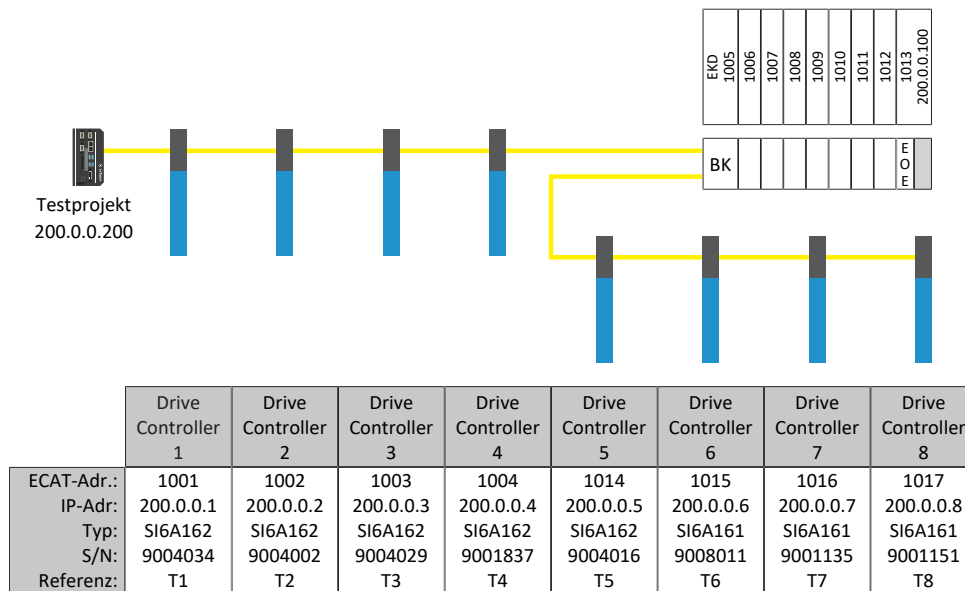 EKD
1005
1006
1007
1008
1009
1010
1011
1012
1013
200.0.0.100
BK
E
O
E
Testprojekt
200.0.0.200
Drive Drive Drive Drive Drive Drive Drive Drive
Controller Controller Controller Controller Controller Controller Controller Controller
1 2 3 4 5 6 7 8
ECAT-Adr.: 1001 1002 1003 1004 1014 1015 1016 1017
IP-Adr: 200.0.0.1 200.0.0.2 200.0.0.3 200.0.0.4 200.0.0.5 200.0.0.6 200.0.0.7 200.0.0.8
Typ: SI6A162 SI6A162 SI6A162 SI6A162 SI6A162 SI6A161 SI6A161 SI6A161
S/N: 9004034 9004002 9004029 9001837 9004016 9008011 9001135 9001151
Referenz: T1 T2 T3 T4 T5 T6 T7 T8